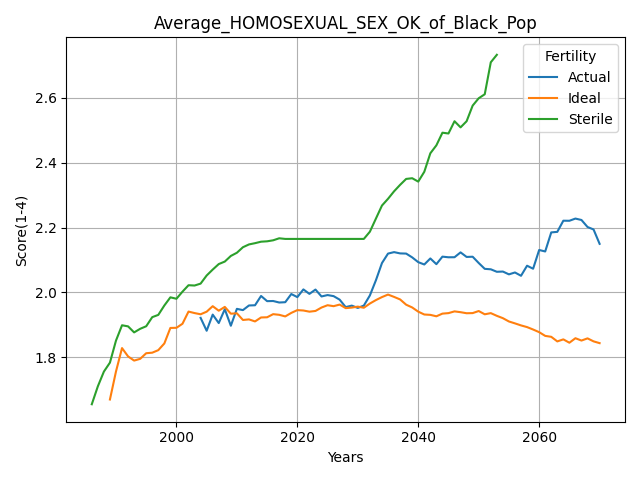 Average_HOMOSEXUAL_SEX_OK_of_Black_Pop
Fertility
Actual
Ideal
Sterile
Score(1-4)
2.6
2.4
2.2
2.0
1.8
2000
2020
2040
2060
Years